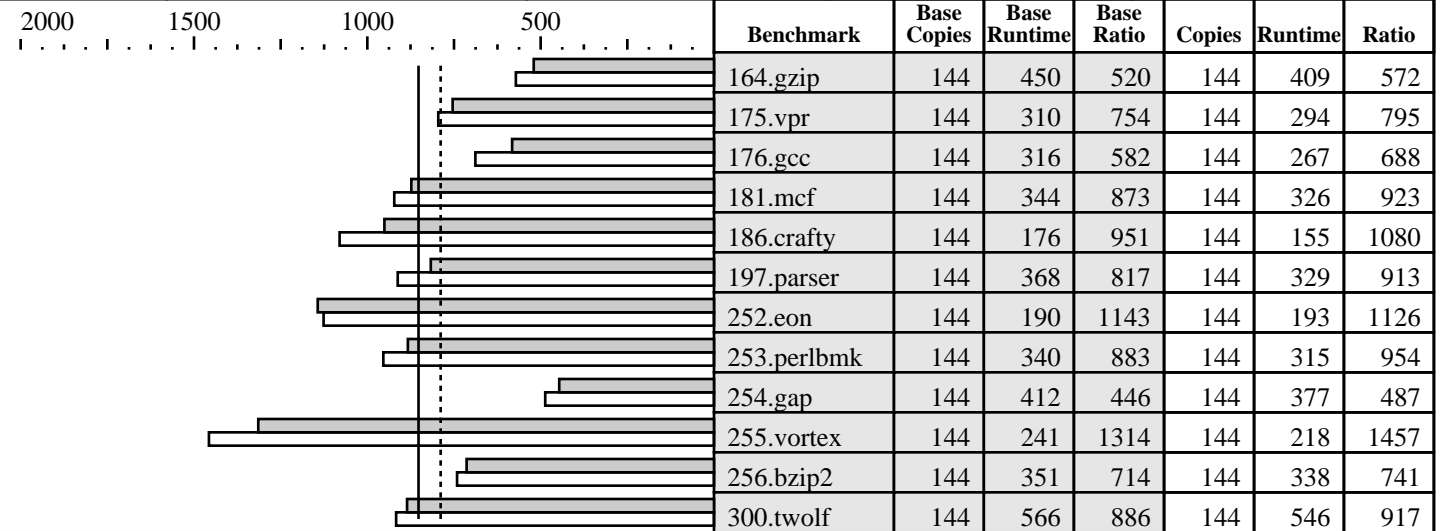 2000 1500 1000 500
Benchmark Base Copies Base Runtime Base Ratio Copies Runtime Ratio
164.gzip 144 450 520 144 409 572
175.vpr 144 310 754 144 294 795
176.gcc 144 316 582 144 267 688
181.mcf 144 344 873 144 326 923
186.crafty 144 176 951 144 155 1080
197.parser 144 368 817 144 329 913
252.eon 144 190 1143 144 193 1126
253.perlbmk 144 340 883 144 315 954
254.gap 144 412 446 144 377 487
255.vortex 144 241 1314 144 218 1457
256.bzip2 144 351 714 144 338 741
300.twolf 144 566 886 144 546 917